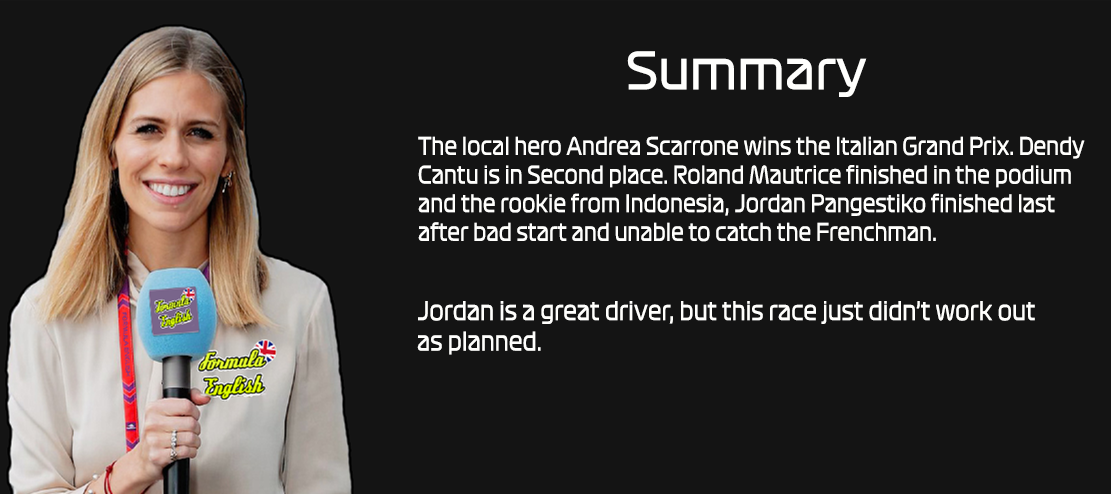 Summary
The local hero Andrea Scarrone wins the Italian Grand Prix. Dendy
Cantu is in Second place. Roland Mautrice finished in the podium
and the rookie from Indonesia, Jordan Pangestiko finished last
after bad start and unable to catch the Frenchman.
Jordan is a great driver, but this race just didn't work out
as planned.
Formula
English
Formula
English